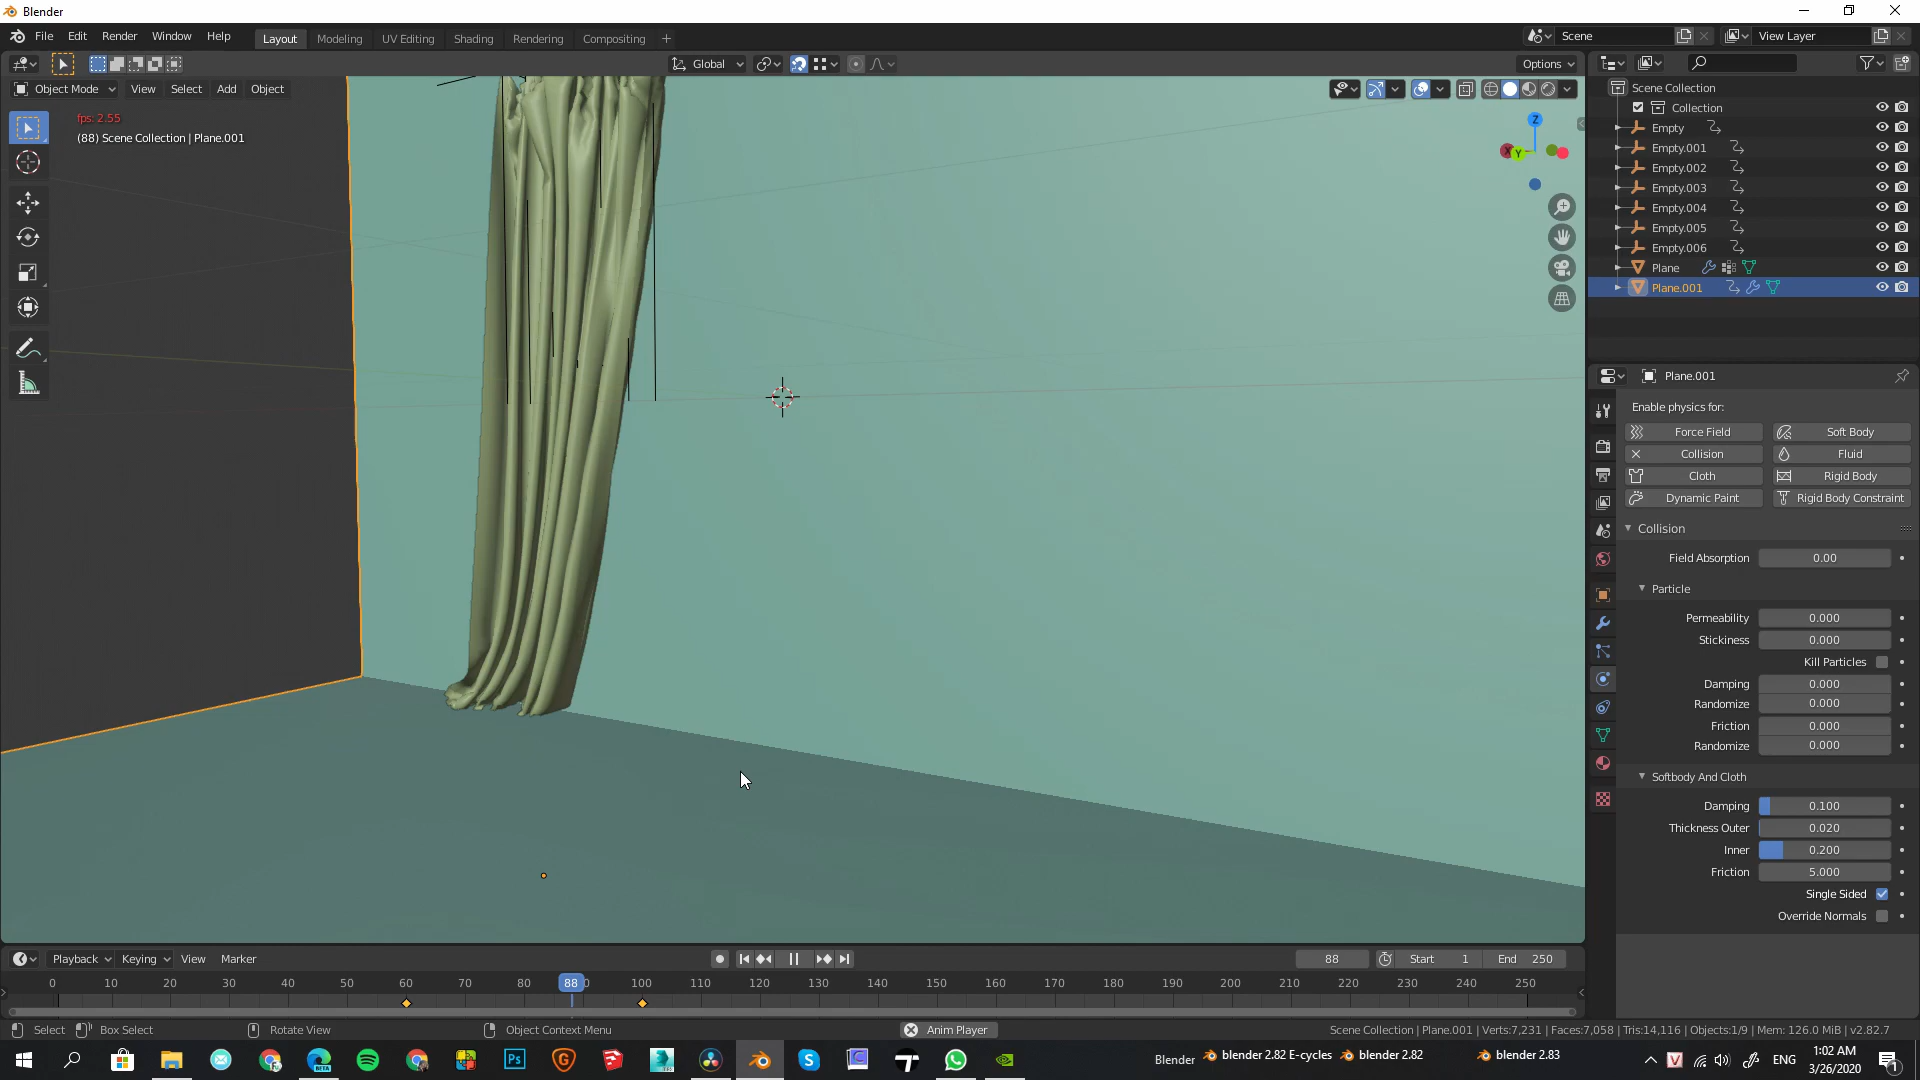 Blender
File Edit Render Window Help Layout Modeling UV Editing Shading Rendering Compositing + Scene View Layer
Global Options
Object Mode View Select Add Object
fps: 2.55
(88) Scene Collection | Plane.001
Z
X
Y
Scene Collection
Collection
Empty
Empty.001
Empty.002
Empty.003
Empty.004
Empty.005
Empty.006
Plane
Plane.001
Plane.001
Enable physics for:
Force Field Soft Body
Collision Fluid
Cloth Rigid Body
Dynamic Paint Rigid Body Constraint
Collision
Field Absorption 0.00
Particle
Permeability 0.000
Stickiness 0.000
Kill Particles
Damping 0.000
Randomize 0.000
Friction 0.000
Randomize 0.000
Softbody And Cloth
Damping 0.100
Thickness Outer 0.020
Inner 0.200
Friction 5.000
Single Sided
Override Normals
Playback Keying View Marker 88 Start 1 End 250
0 10 20 30 40 50 60 70 80 88 0 100 110 120 130 140 150 160 170 180 190 200 210 220 230 240 250
Select Box Select Rotate View Object Context Menu Anim Player Scene Collection | Plane.001 | Verts:7,231 | Faces:7,058 | Tris:14,116 | Objects:1/9 | Mem: 126.0 MiB | v2.82.7
Blender blender 2.82 E-cycles blender 2.82 blender 2.83 ENG 1:02 AM
3/26/2020